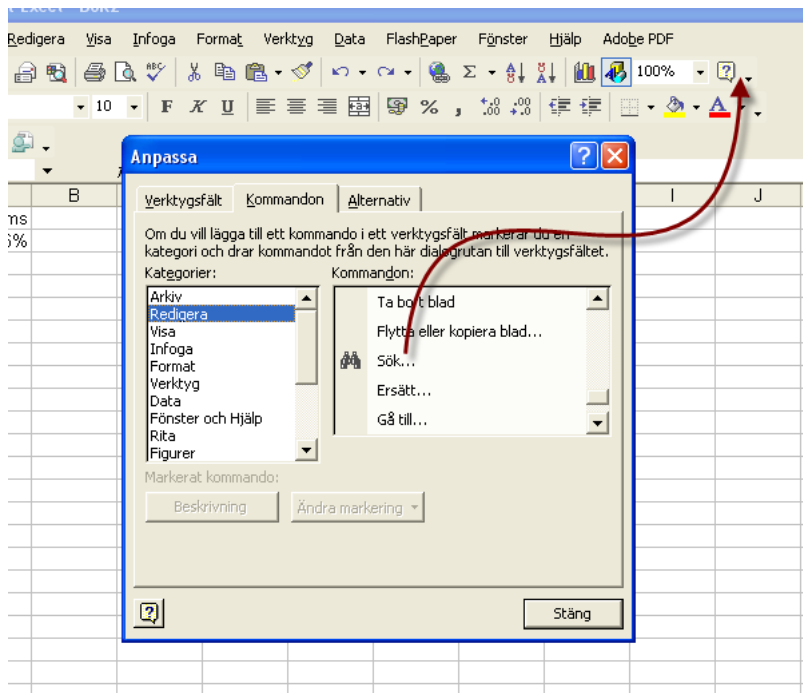 Redigera Visa Infoga Format Verktyg Data FlashPaper Fönster Hjälp Adobe PDF
ABC Σ 100% ?
10 F K U % ,
Anpassa
B I J
Verktygsfält Kommandon Alternativ
Om du vill lägga till ett kommando i ett verktygsfält markerar du en
kategori och drar kommandot från den här dialogrutan till verktygsfältet.
Kategorier: Kommandon:
Arkiv
Redigera
Visa
Infoga
Format
Verktyg
Data
Fönster och Hjälp
Rita
Figurer
Ta bort blad
Flytta eller kopiera blad...
Sök...
Ersätt...
Gå till...
Markerat kommando:
Beskrivning Ändra markering
Stäng